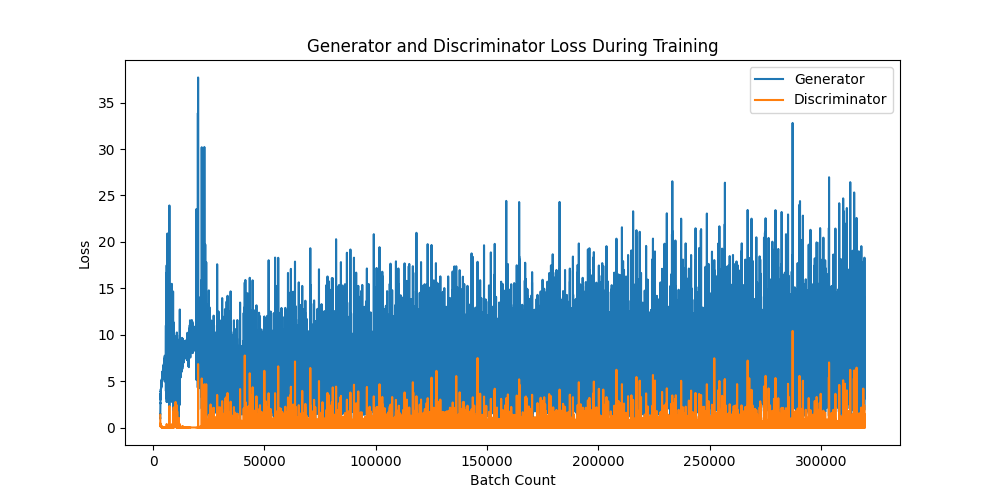 Generator and Discriminator Loss During Training
Generator
Discriminator
Loss
35
30
25
20
15
10
5
0
0 50000 100000 150000 200000 250000 300000
Batch Count